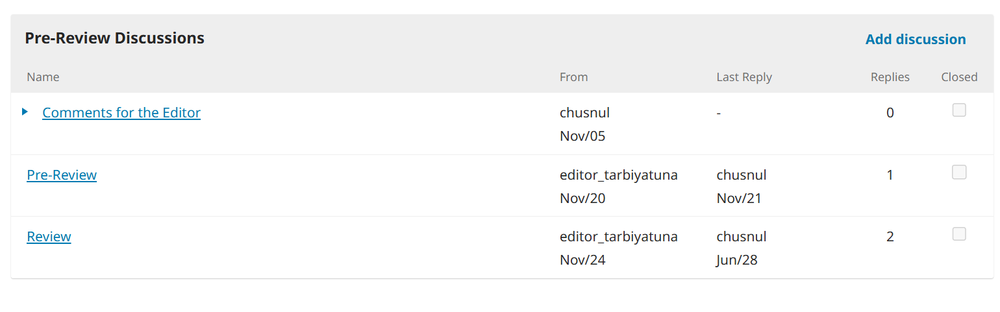 Pre-Review Discussions Add discussion
Name From Last Reply Replies Closed
Comments for the Editor chusnul - 0
Nov/05
Pre-Review editor_tarbiyatuna chusnul 1
Nov/20 Nov/21
Review editor_tarbiyatuna chusnul 2
Nov/24 Jun/28